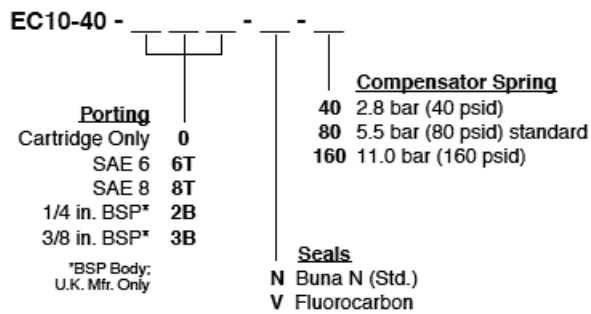 EC10-40 - __ __ __ - __ - __
Compensator Spring
40 2.8 bar (40 psid)
80 5.5 bar (80 psid) standard
160 11.0 bar (160 psid)
Porting
Cartridge Only 0
SAE 6 6T
SAE 8 8T
1/4 in. BSP* 2B
3/8 in. BSP* 3B
*BSP Body;
U.K. Mfr. Only
Seals
N Buna N (Std.)
V Fluorocarbon